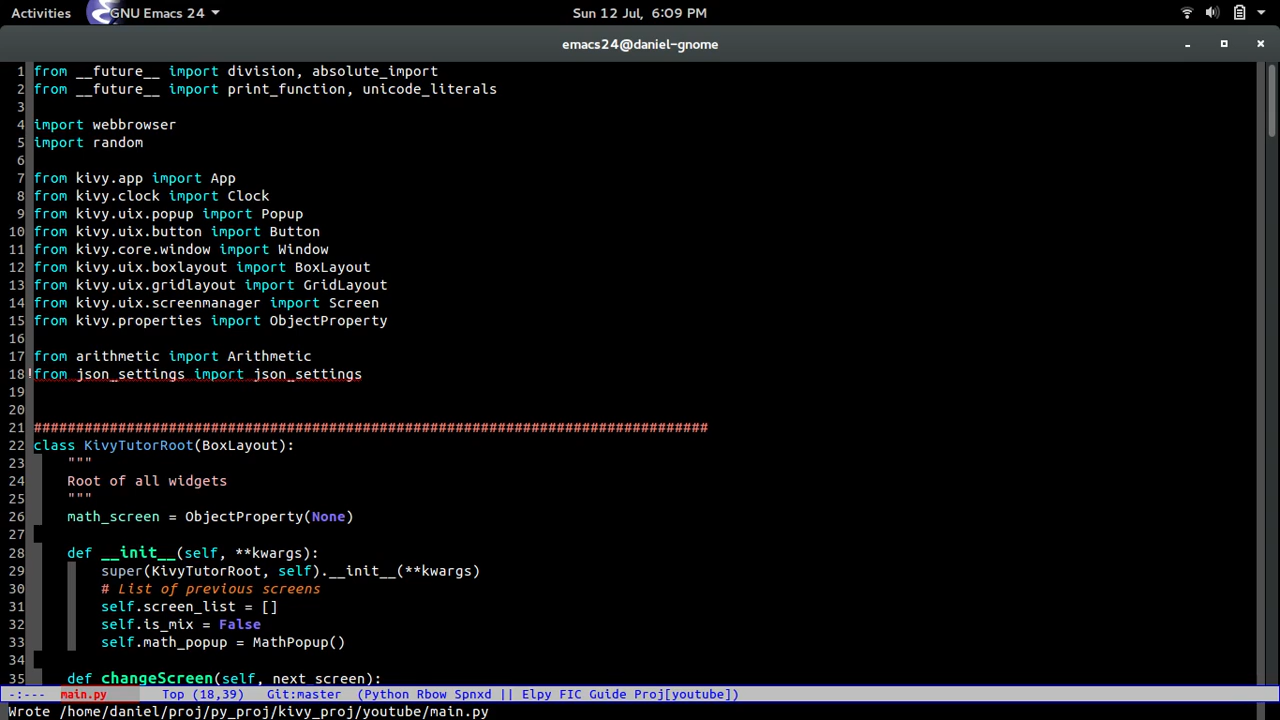 Activities GNU Emacs 24 Sun 12 Jul, 6:09 PM
emacs24@daniel-gnome
1 from __future__ import division, absolute_import
2 from __future__ import print_function, unicode_literals
3
4 import webbrowser
5 import random
6
7 from kivy.app import App
8 from kivy.clock import Clock
9 from kivy.uix.popup import Popup
10 from kivy.uix.button import Button
11 from kivy.core.window import Window
12 from kivy.uix.boxlayout import BoxLayout
13 from kivy.uix.gridlayout import GridLayout
14 from kivy.uix.screenmanager import Screen
15 from kivy.properties import ObjectProperty
16
17 from arithmetic import Arithmetic
18 !from json_settings import json_settings
19
20
21 ################################################################################
22 class KivyTutorRoot(BoxLayout):
23 """
24 Root of all widgets
25 """
26 math_screen = ObjectProperty(None)
27
28 def __init__(self, **kwargs):
29 super(KivyTutorRoot, self).__init__(**kwargs)
30 # List of previous screens
31 self.screen_list = []
32 self.is_mix = False
33 self.math_popup = MathPopup()
34
35 def changeScreen(self, next_screen):
-:--- main.py Top (18,39) Git:master (Python Rbow Spnxd || Elpy FIC Guide Proj[youtube])
Wrote /home/daniel/proj/py_proj/kivy_proj/youtube/main.py